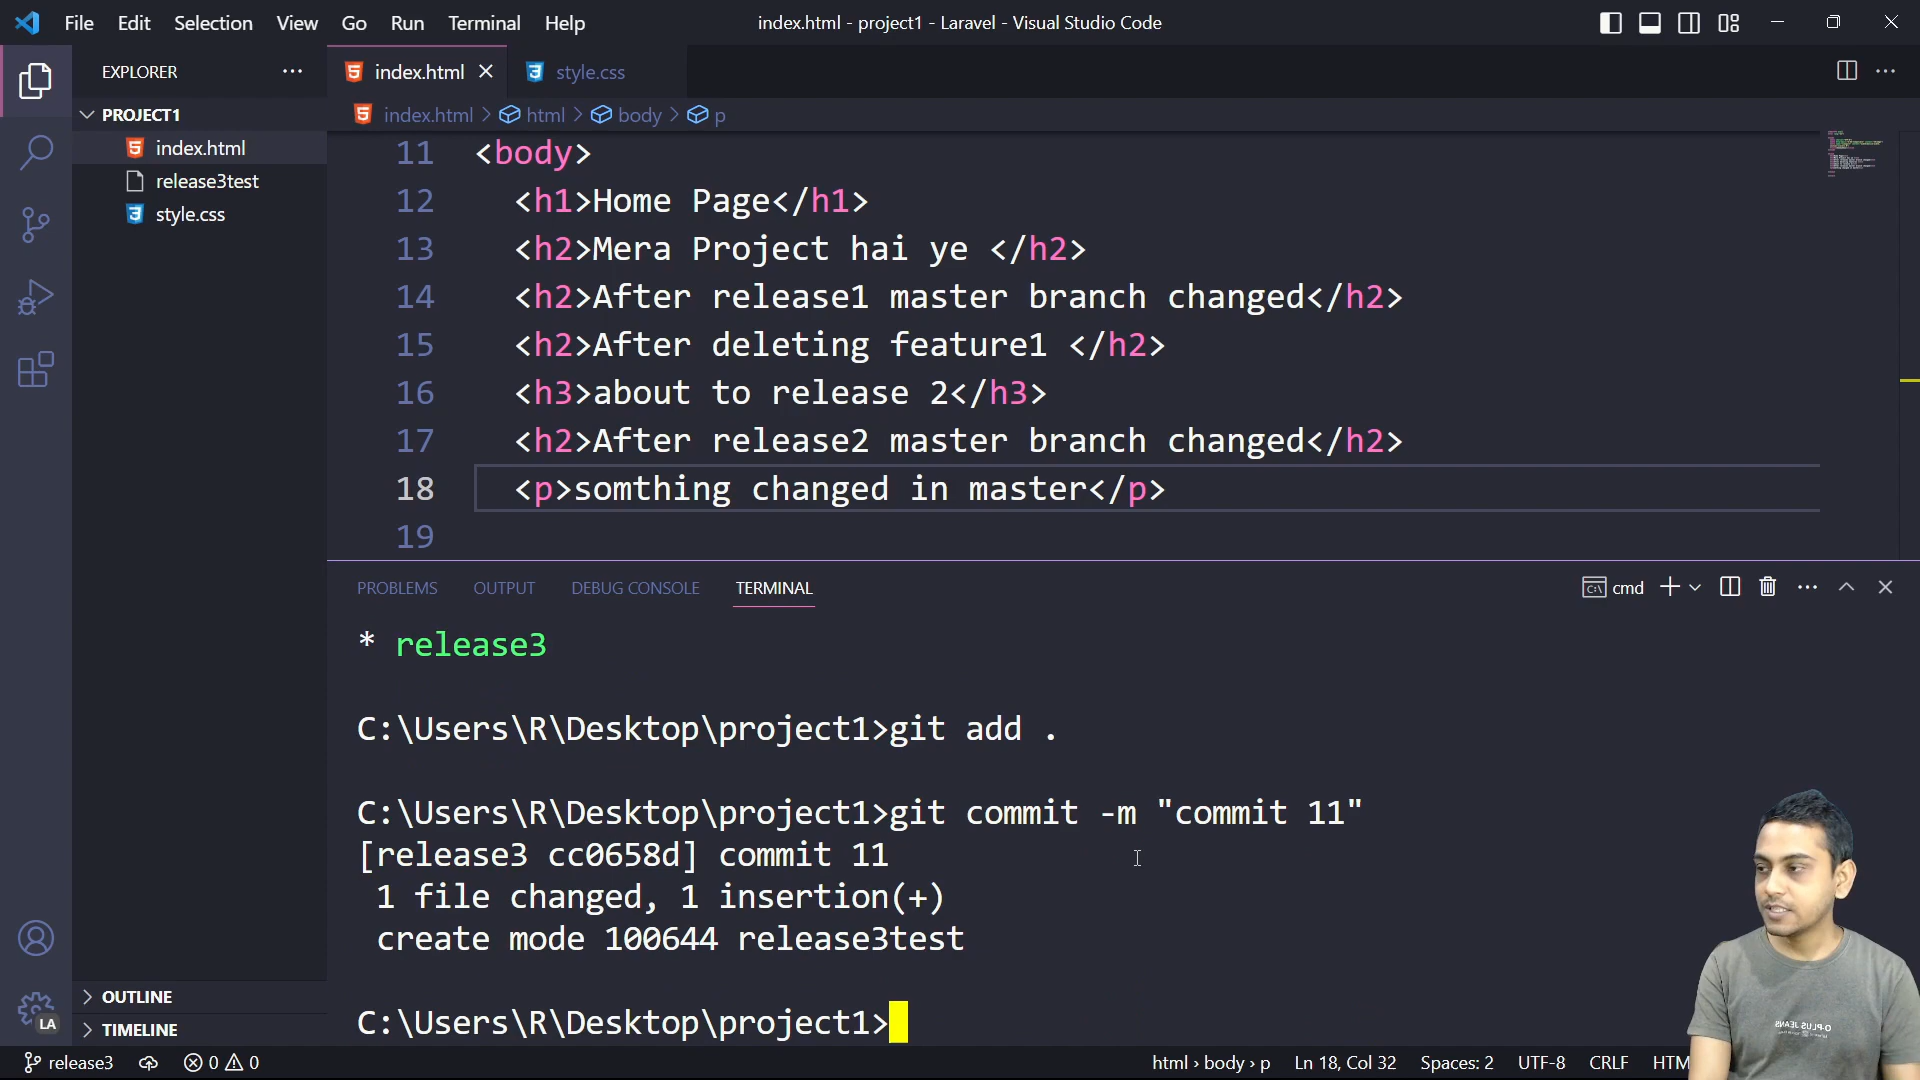 File Edit Selection View Go Run Terminal Help
index.html - project1 - Laravel - Visual Studio Code
EXPLORER
index.html
style.css
PROJECT1
index.html > html > body > p
index.html
release3test
style.css
11 <body>
12 <h1>Home Page</h1>
13 <h2>Mera Project hai ye </h2>
14 <h2>After release1 master branch changed</h2>
15 <h2>After deleting feature1 </h2>
16 <h3>about to release 2</h3>
17 <h2>After release2 master branch changed</h2>
18 <p>somthing changed in master</p>
19
PROBLEMS OUTPUT DEBUG CONSOLE TERMINAL
cmd
* release3
C:\Users\R\Desktop\project1>git add .
C:\Users\R\Desktop\project1>git commit -m "commit 11"
[release3 cc0658d] commit 11
1 file changed, 1 insertion(+)
create mode 100644 release3test
C:\Users\R\Desktop\project1>
OUTLINE
TIMELINE
LA
release3 0 0
html > body > p Ln 18, Col 32 Spaces: 2 UTF-8 CRLF HTM
O-PLUS JEANS